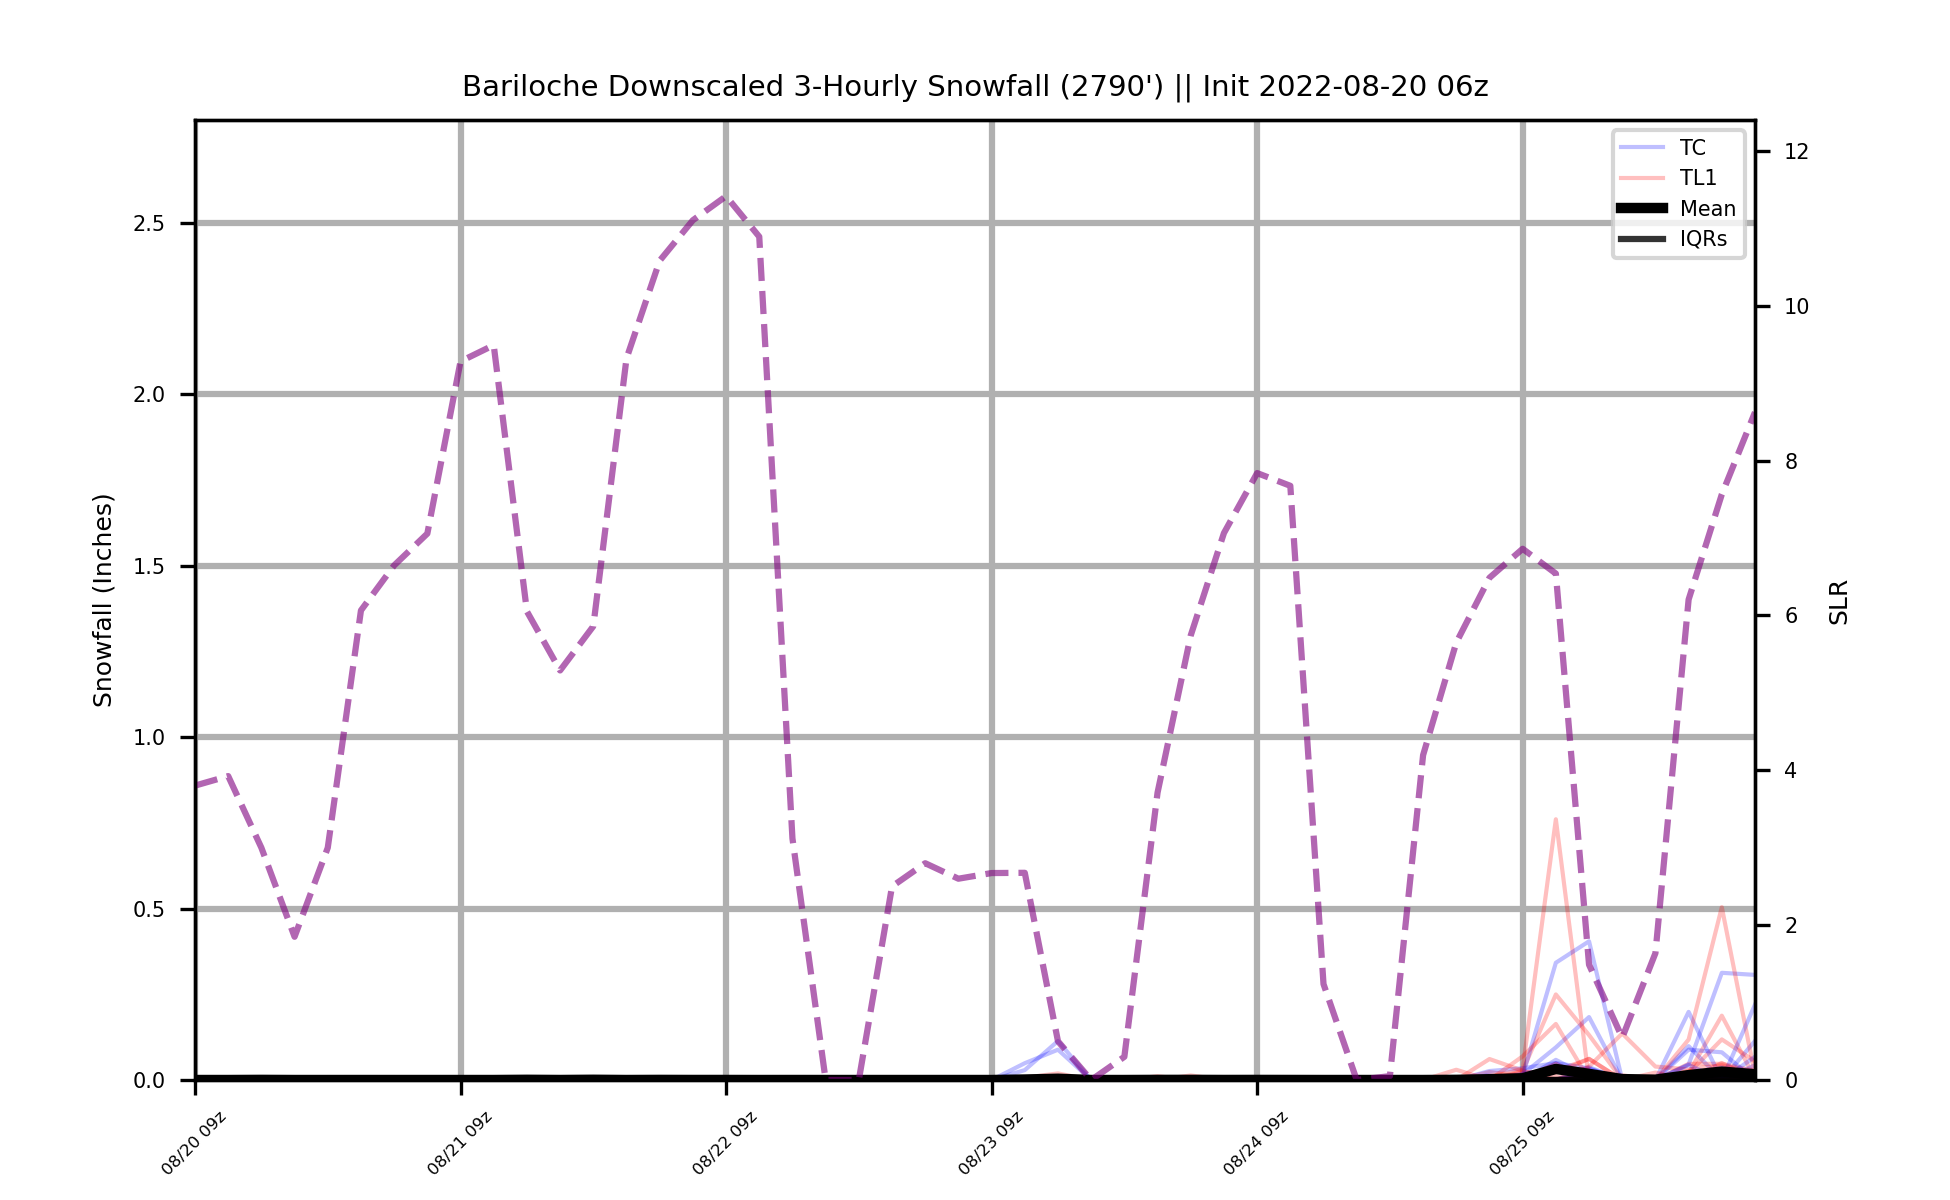 Bariloche Downscaled 3-Hourly Snowfall (2790') || Init 2022-08-20 06z
TC
TL1
Mean
IQRs
Snowfall (Inches)
2.5
2.0
1.5
1.0
0.5
0.0
12
10
8
6
4
2
0
SLR
08/20 09z
08/21 09z
08/22 09z
08/23 09z
08/24 09z
08/25 09z